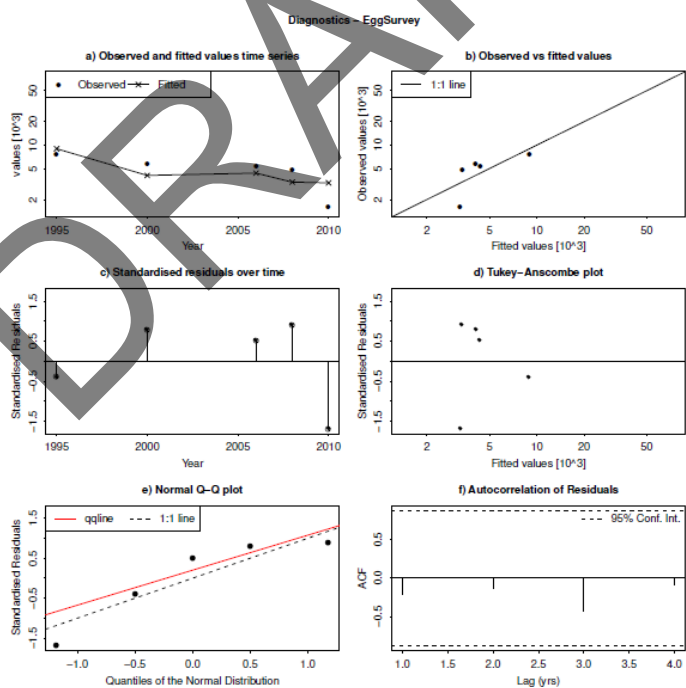 Diagnostics − EggSurvey
a) Observed and fitted values time series
Observed
Fitted
values [10^3]
50
20
10
5
2
1995
2000
2005
2010
Year
b) Observed vs fitted values
1:1 line
Observed values [10^3]
50
20
10
5
2
2
5
10
20
50
Fitted values [10^3]
c) Standardised residuals over time
Standardised Residuals
1.5
0.5
−0.5
−1.5
1995
2000
2005
2010
Year
d) Tukey−Anscombe plot
Standardised Residuals
1.5
0.5
−0.5
−1.5
2
5
10
20
50
Fitted values [10^3]
e) Normal Q−Q plot
qqline
1:1 line
Standardised Residuals
1.5
0.5
−0.5
−1.5
−1.0
−0.5
0.0
0.5
1.0
Quantiles of the Normal Distribution
f) Autocorrelation of Residuals
95% Conf. Int.
ACF
0.5
0.0
−0.5
1.0
1.5
2.0
2.5
3.0
3.5
4.0
Lag (yrs)
DRA